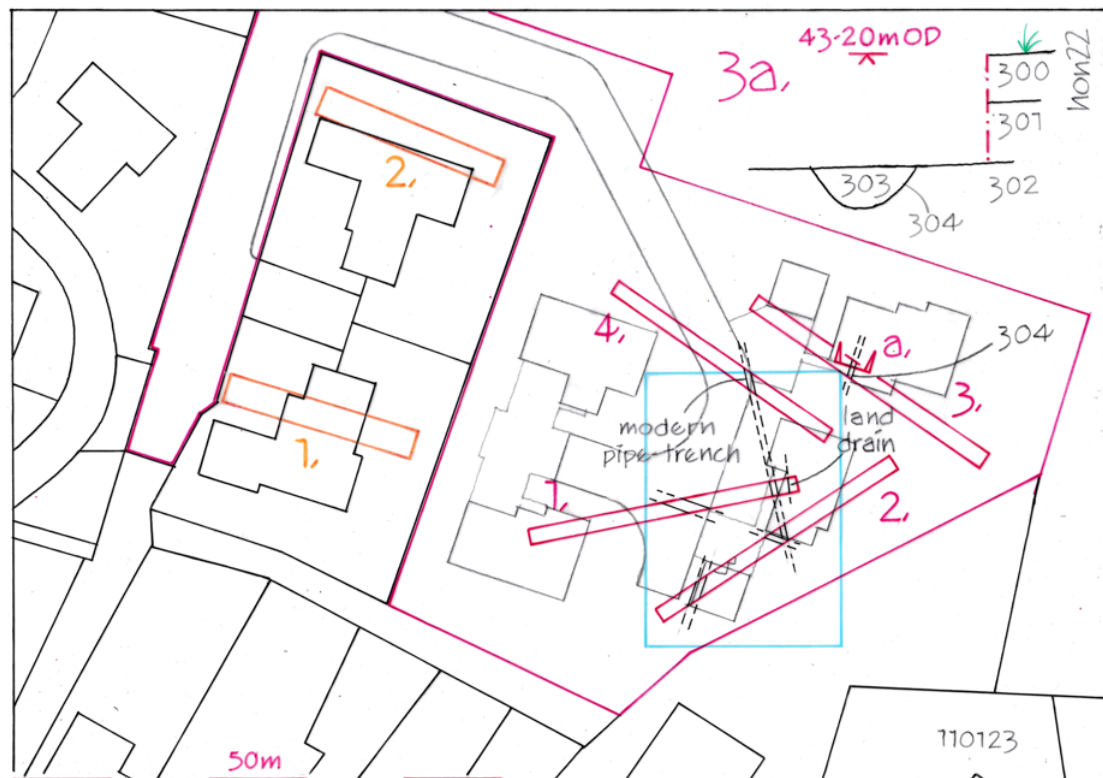 43·20mOD
3a.
300
301
hon22
303
302
304
2.
4.
a.
304
3.
modern
pipe-trench
land
drain
1.
1.
2.
50m
110123